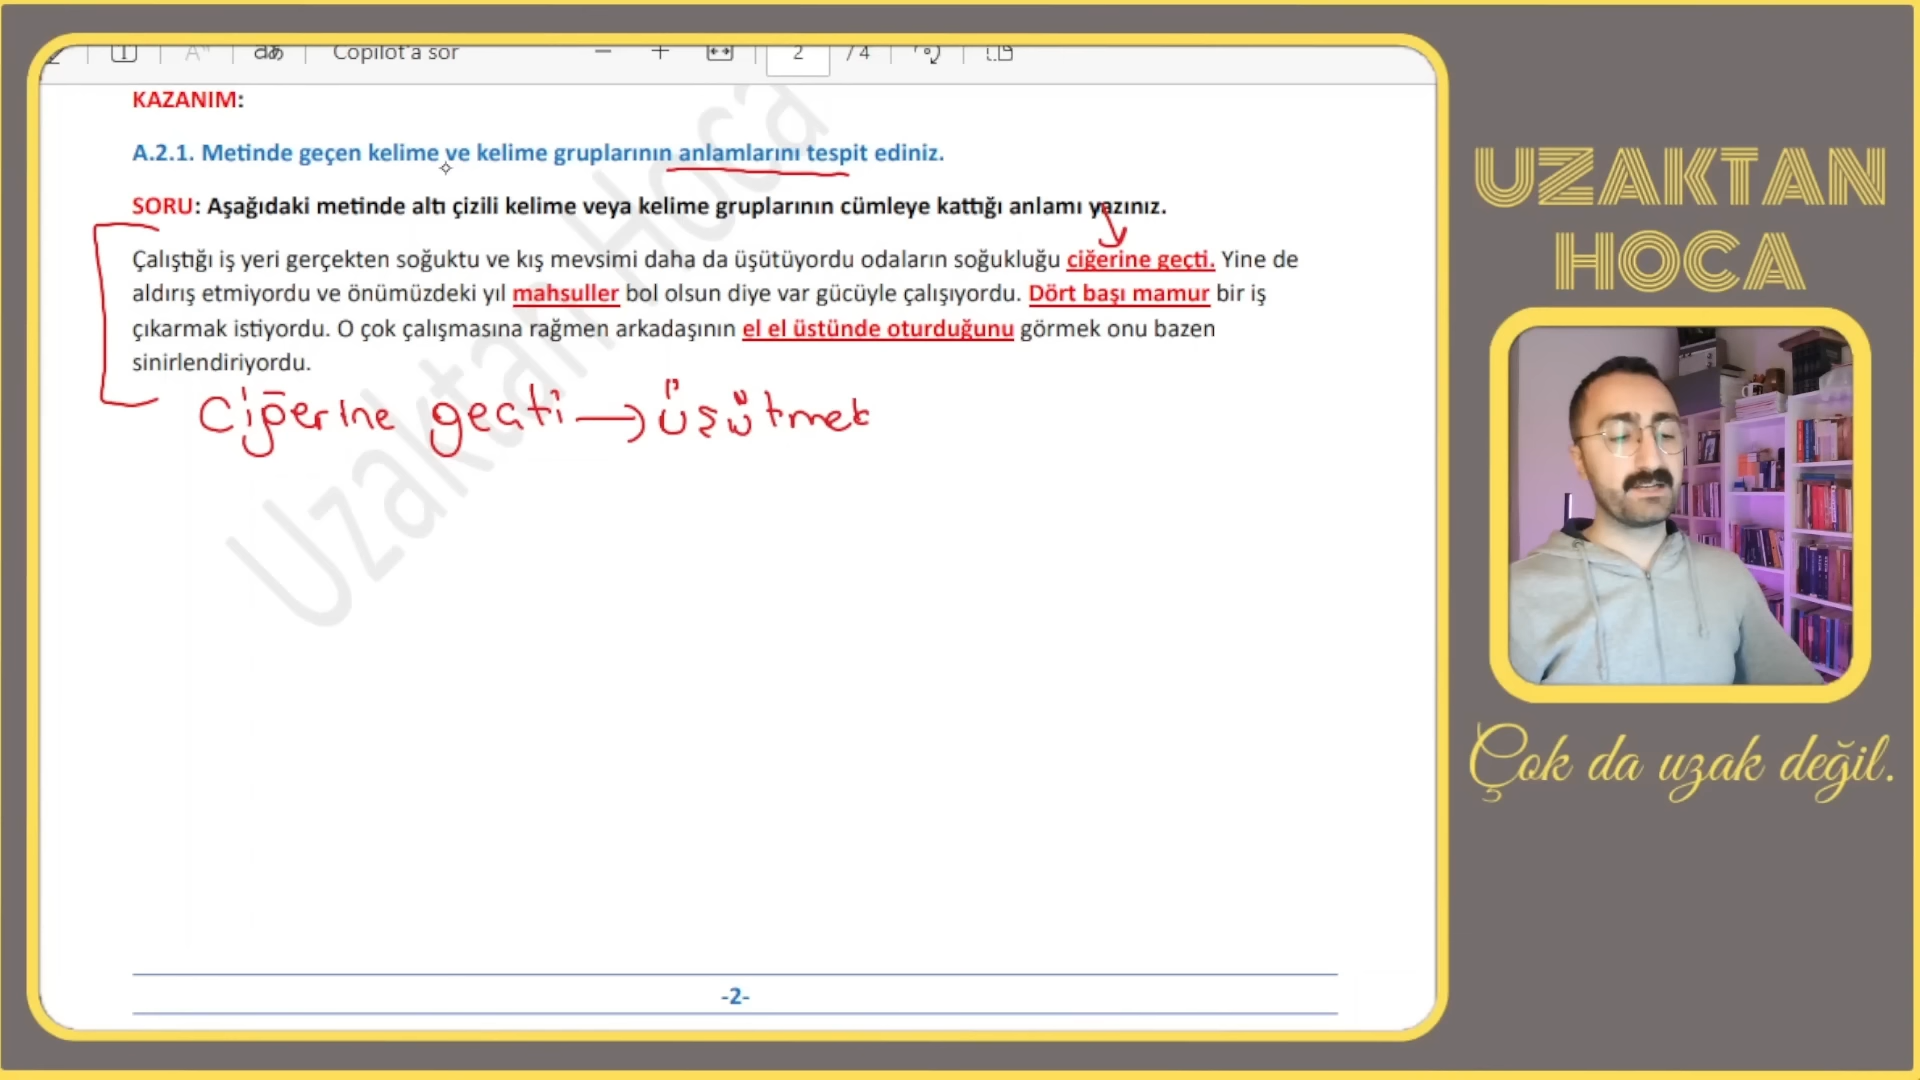 Copilot'a sor
2 / 4
KAZANIM:
A.2.1. Metinde geçen kelime ve kelime gruplarının anlamlarını tespit ediniz.
SORU: Aşağıdaki metinde altı çizili kelime veya kelime gruplarının cümleye kattığı anlamı yazınız.
Çalıştığı iş yeri gerçekten soğuktu ve kış mevsimi daha da üşütüyordu odaların soğukluğu ciğerine geçti. Yine de
aldırış etmiyordu ve önümüzdeki yıl mahsuller bol olsun diye var gücüyle çalışıyordu. Dört başı mamur bir iş
çıkarmak istiyordu. O çok çalışmasına rağmen arkadaşının el el üstünde oturduğunu görmek onu bazen
sinirlendiriyordu.
Ciğerine geçti → üşütmek
Uzaktan Hoca
-2-
UZAKTAN
HOCA
Çok da uzak değil.